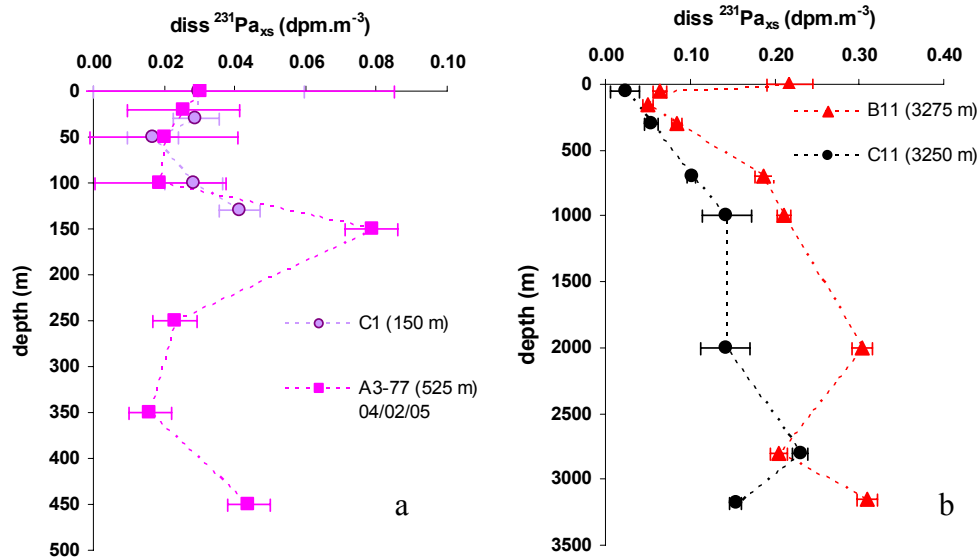 diss ²³¹Paₓₛ (dpm.m⁻³)
0.00 0.02 0.04 0.06 0.08 0.10
0
50
100
150
200
250
300
350
400
450
500
depth (m)
C1 (150 m)
A3-77 (525 m)
04/02/05
a
diss ²³¹Paₓₛ (dpm.m⁻³)
0.00 0.10 0.20 0.30 0.40
0
500
1000
1500
2000
2500
3000
3500
depth (m)
B11 (3275 m)
C11 (3250 m)
b